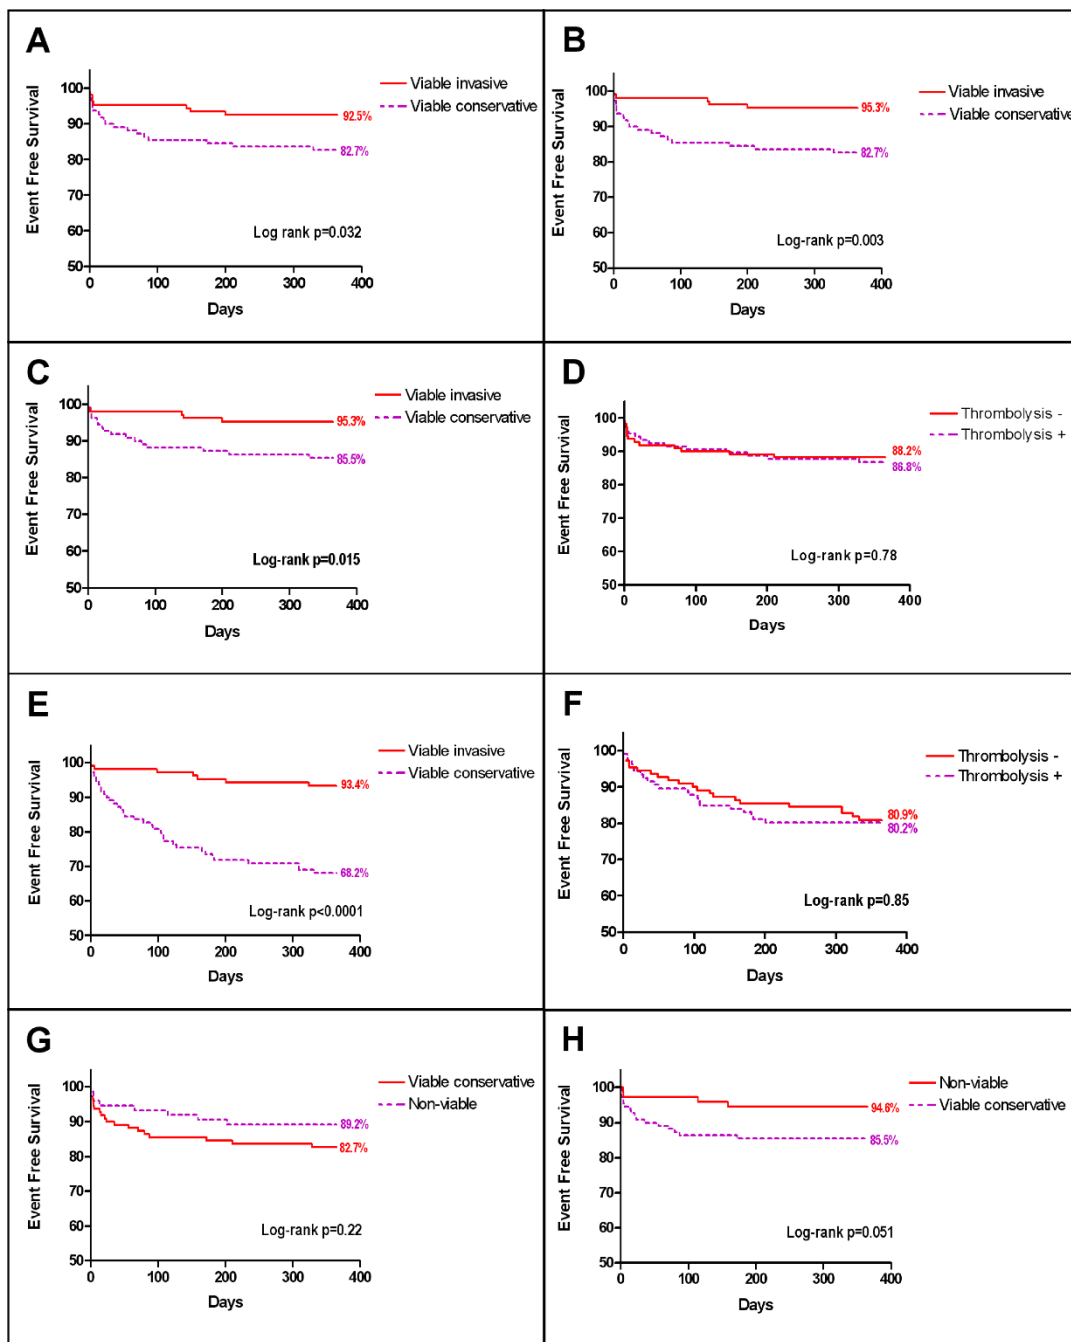 A
Viable invasive
Viable conservative
Event Free Survival
100
90
80
70
60
50
92.5%
82.7%
Log rank p=0.032
0
100
200
300
400
Days
B
Viable invasive
Viable conservative
Event Free Survival
100
90
80
70
60
50
95.3%
82.7%
Log-rank p=0.003
0
100
200
300
400
Days
C
Viable invasive
Viable conservative
Event Free Survival
100
90
80
70
60
50
95.3%
85.5%
Log-rank p=0.015
0
100
200
300
400
Days
D
Thrombolysis -
Thrombolysis +
Event Free Survival
100
90
80
70
60
50
88.2%
86.8%
Log-rank p=0.78
0
100
200
300
400
Days
E
Viable invasive
Viable conservative
Event Free Survival
100
90
80
70
60
50
93.4%
68.2%
Log-rank p<0.0001
0
100
200
300
400
Days
F
Thrombolysis -
Thrombolysis +
Event Free Survival
100
90
80
70
60
50
80.9%
80.2%
Log-rank p=0.85
0
100
200
300
400
Days
G
Viable conservative
Non-viable
Event Free Survival
100
90
80
70
60
50
89.2%
82.7%
Log-rank p=0.22
0
100
200
300
400
Days
H
Non-viable
Viable conservative
Event Free Survival
100
90
80
70
60
50
94.6%
85.5%
Log-rank p=0.051
0
100
200
300
400
Days